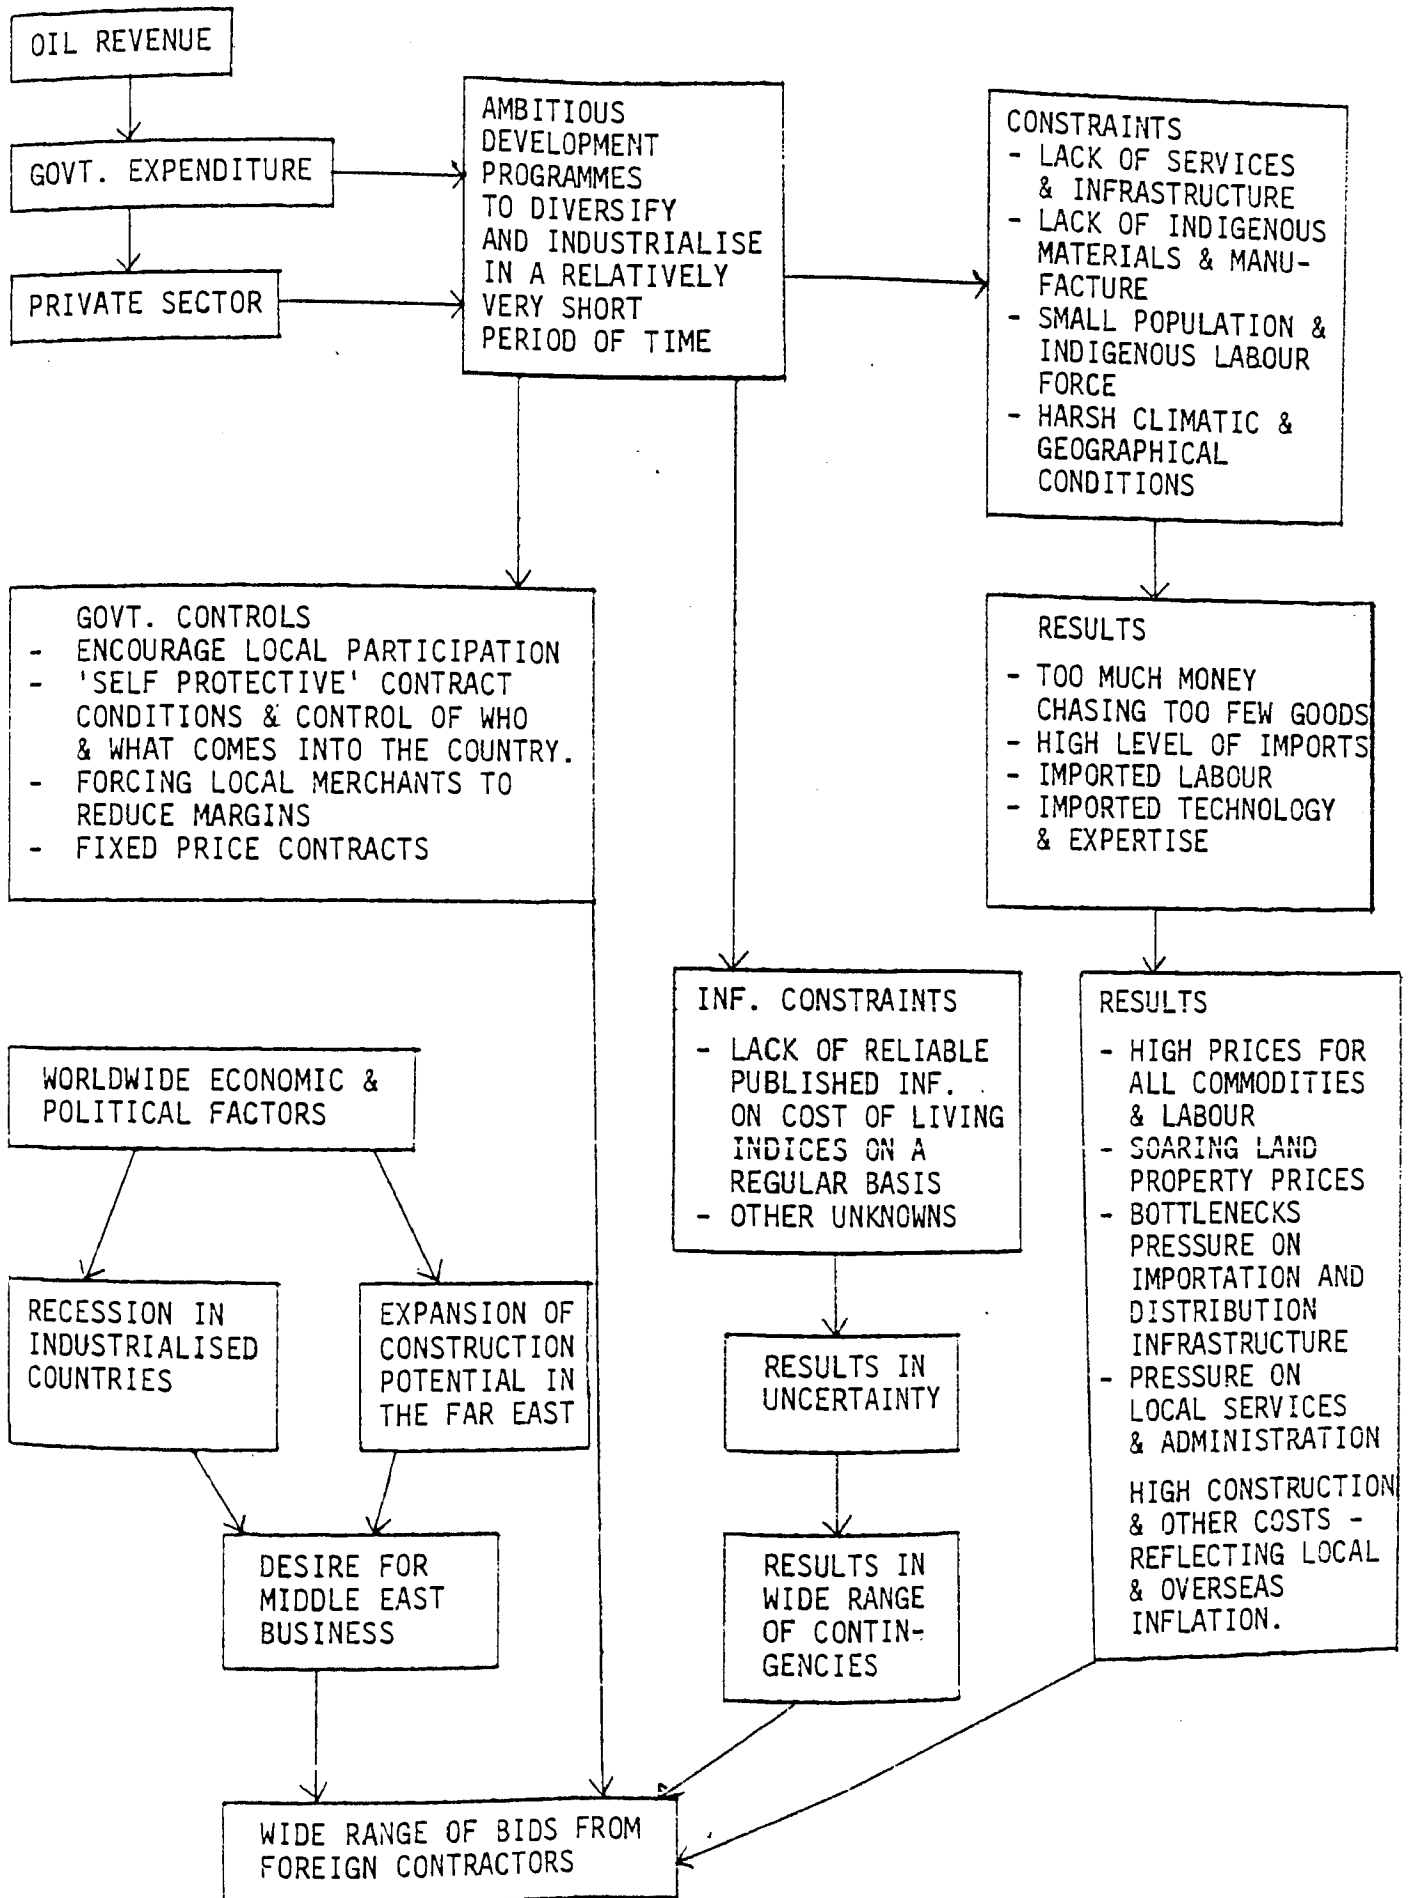 OIL REVENUE
GOVT. EXPENDITURE
PRIVATE SECTOR
AMBITIOUS
DEVELOPMENT
PROGRAMMES
TO DIVERSIFY
AND INDUSTRIALISE
IN A RELATIVELY
VERY SHORT
PERIOD OF TIME
CONSTRAINTS
- LACK OF SERVICES
& INFRASTRUCTURE
- LACK OF INDIGENOUS
MATERIALS & MANU-
FACTURE
- SMALL POPULATION &
INDIGENOUS LABOUR
FORCE
- HARSH CLIMATIC &
GEOGRAPHICAL
CONDITIONS
GOVT. CONTROLS
- ENCOURAGE LOCAL PARTICIPATION
- 'SELF PROTECTIVE' CONTRACT
CONDITIONS & CONTROL OF WHO
& WHAT COMES INTO THE COUNTRY.
- FORCING LOCAL MERCHANTS TO
REDUCE MARGINS
- FIXED PRICE CONTRACTS
RESULTS
- TOO MUCH MONEY
CHASING TOO FEW GOODS
- HIGH LEVEL OF IMPORTS
- IMPORTED LABOUR
- IMPORTED TECHNOLOGY
& EXPERTISE
INF. CONSTRAINTS
- LACK OF RELIABLE
PUBLISHED INF.
ON COST OF LIVING
INDICES ON A
REGULAR BASIS
- OTHER UNKNOWNS
RESULTS
- HIGH PRICES FOR
ALL COMMODITIES
& LABOUR
- SOARING LAND
PROPERTY PRICES
- BOTTLENECKS
PRESSURE ON
IMPORTATION AND
DISTRIBUTION
INFRASTRUCTURE
- PRESSURE ON
LOCAL SERVICES
& ADMINISTRATION
HIGH CONSTRUCTION
& OTHER COSTS -
REFLECTING LOCAL
& OVERSEAS
INFLATION.
WORLDWIDE ECONOMIC &
POLITICAL FACTORS
RECESSION IN
INDUSTRIALISED
COUNTRIES
EXPANSION OF
CONSTRUCTION
POTENTIAL IN
THE FAR EAST
RESULTS IN
UNCERTAINTY
DESIRE FOR
MIDDLE EAST
BUSINESS
RESULTS IN
WIDE RANGE
OF CONTIN-
GENCIES
WIDE RANGE OF BIDS FROM
FOREIGN CONTRACTORS